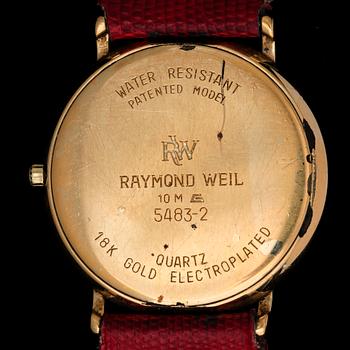 WATER RESISTANT
PATENTED MODEL
RW
RAYMOND WEIL
10 M E
5483-2
QUARTZ
18K GOLD ELECTROPLATED